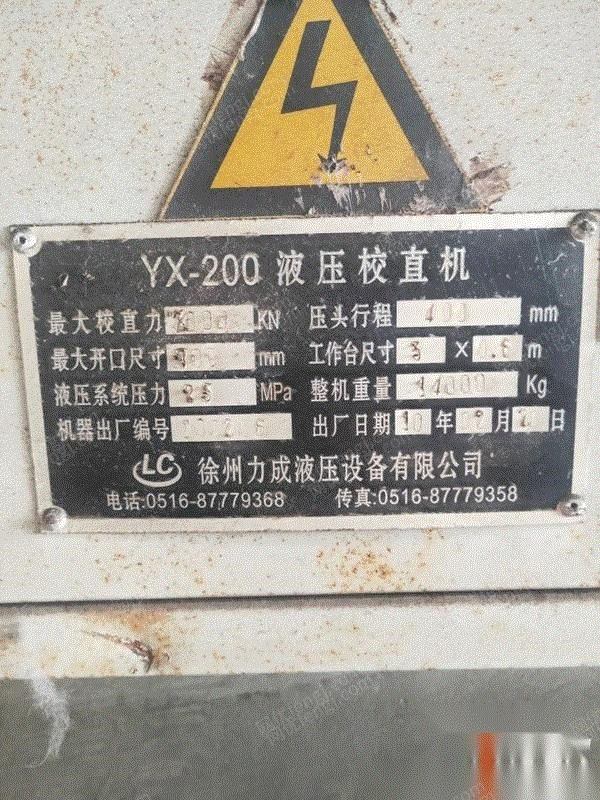 YX-200 液压校直机
最大校直力 KN 压头行程 400 mm
最大开口尺寸 mm 工作台尺寸 × 0.6 m
液压系统压力 25 MPa 整机重量 14000 Kg
机器出厂编号 出厂日期 10 年 月 日
LC 徐州力成液压设备有限公司
电话:0516-87779368 传真:0516-87779358